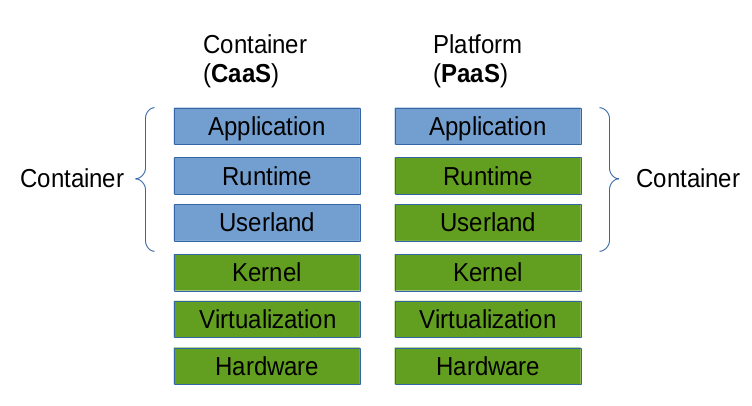 Container
(CaaS)
Platform
(PaaS)
Application
Application
Container
Runtime
Runtime
Container
Userland
Userland
Kernel
Kernel
Virtualization
Virtualization
Hardware
Hardware